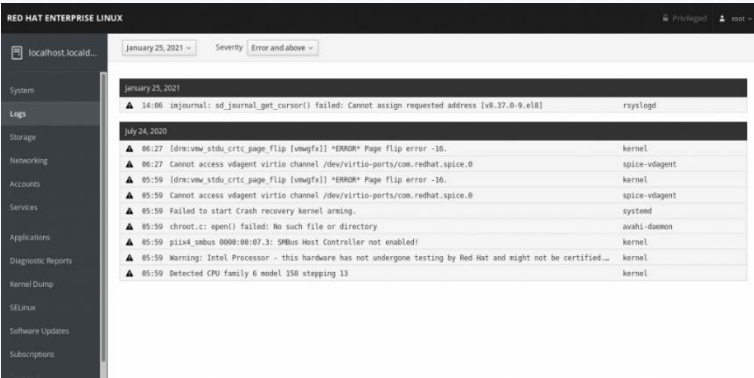 RED HAT ENTERPRISE LINUX
Privileged
root
localhost.locald...
January 25, 2021
Severity
Error and above
System
Logs
Storage
Networking
Accounts
Services
Applications
Diagnostic Reports
Kernel Dump
SELinux
Software Updates
Subscriptions
January 25, 2021
14:06 imjournal: sd_journal_get_cursor() failed: Cannot assign requested address [v8.37.0-9.el8] rsyslogd
July 24, 2020
06:27 [drm:vmw_stdu_crtc_page_flip [vmwgfx]] *ERROR* Page flip error -16. kernel
06:27 Cannot access vdagent virtio channel /dev/virtio-ports/com.redhat.spice.0 spice-vdagent
05:59 [drm:vmw_stdu_crtc_page_flip [vmwgfx]] *ERROR* Page flip error -16. kernel
05:59 Cannot access vdagent virtio channel /dev/virtio-ports/com.redhat.spice.0 spice-vdagent
05:59 Failed to start Crash recovery kernel arming. systemd
05:59 chroot.c: open() failed: No such file or directory avahi-daemon
05:59 piix4_smbus 0000:00:07.3: SMBus Host Controller not enabled! kernel
05:59 Warning: Intel Processor - this hardware has not undergone testing by Red Hat and might not be certified... kernel
05:59 Detected CPU family 6 model 158 stepping 13 kernel